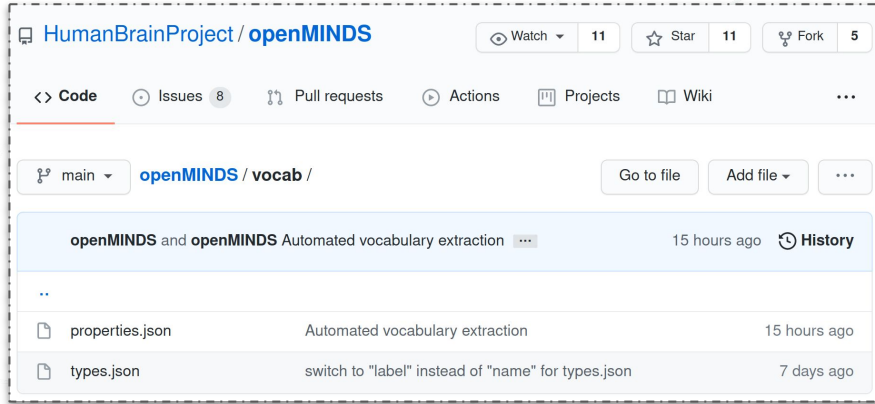 HumanBrainProject / openMINDS Watch 11 Star 11 Fork 5
<> Code Issues 8 Pull requests Actions Projects Wiki ...
main openMINDS / vocab / Go to file Add file ...
openMINDS and openMINDS Automated vocabulary extraction ... 15 hours ago History
..
properties.json Automated vocabulary extraction 15 hours ago
types.json switch to "label" instead of "name" for types.json 7 days ago